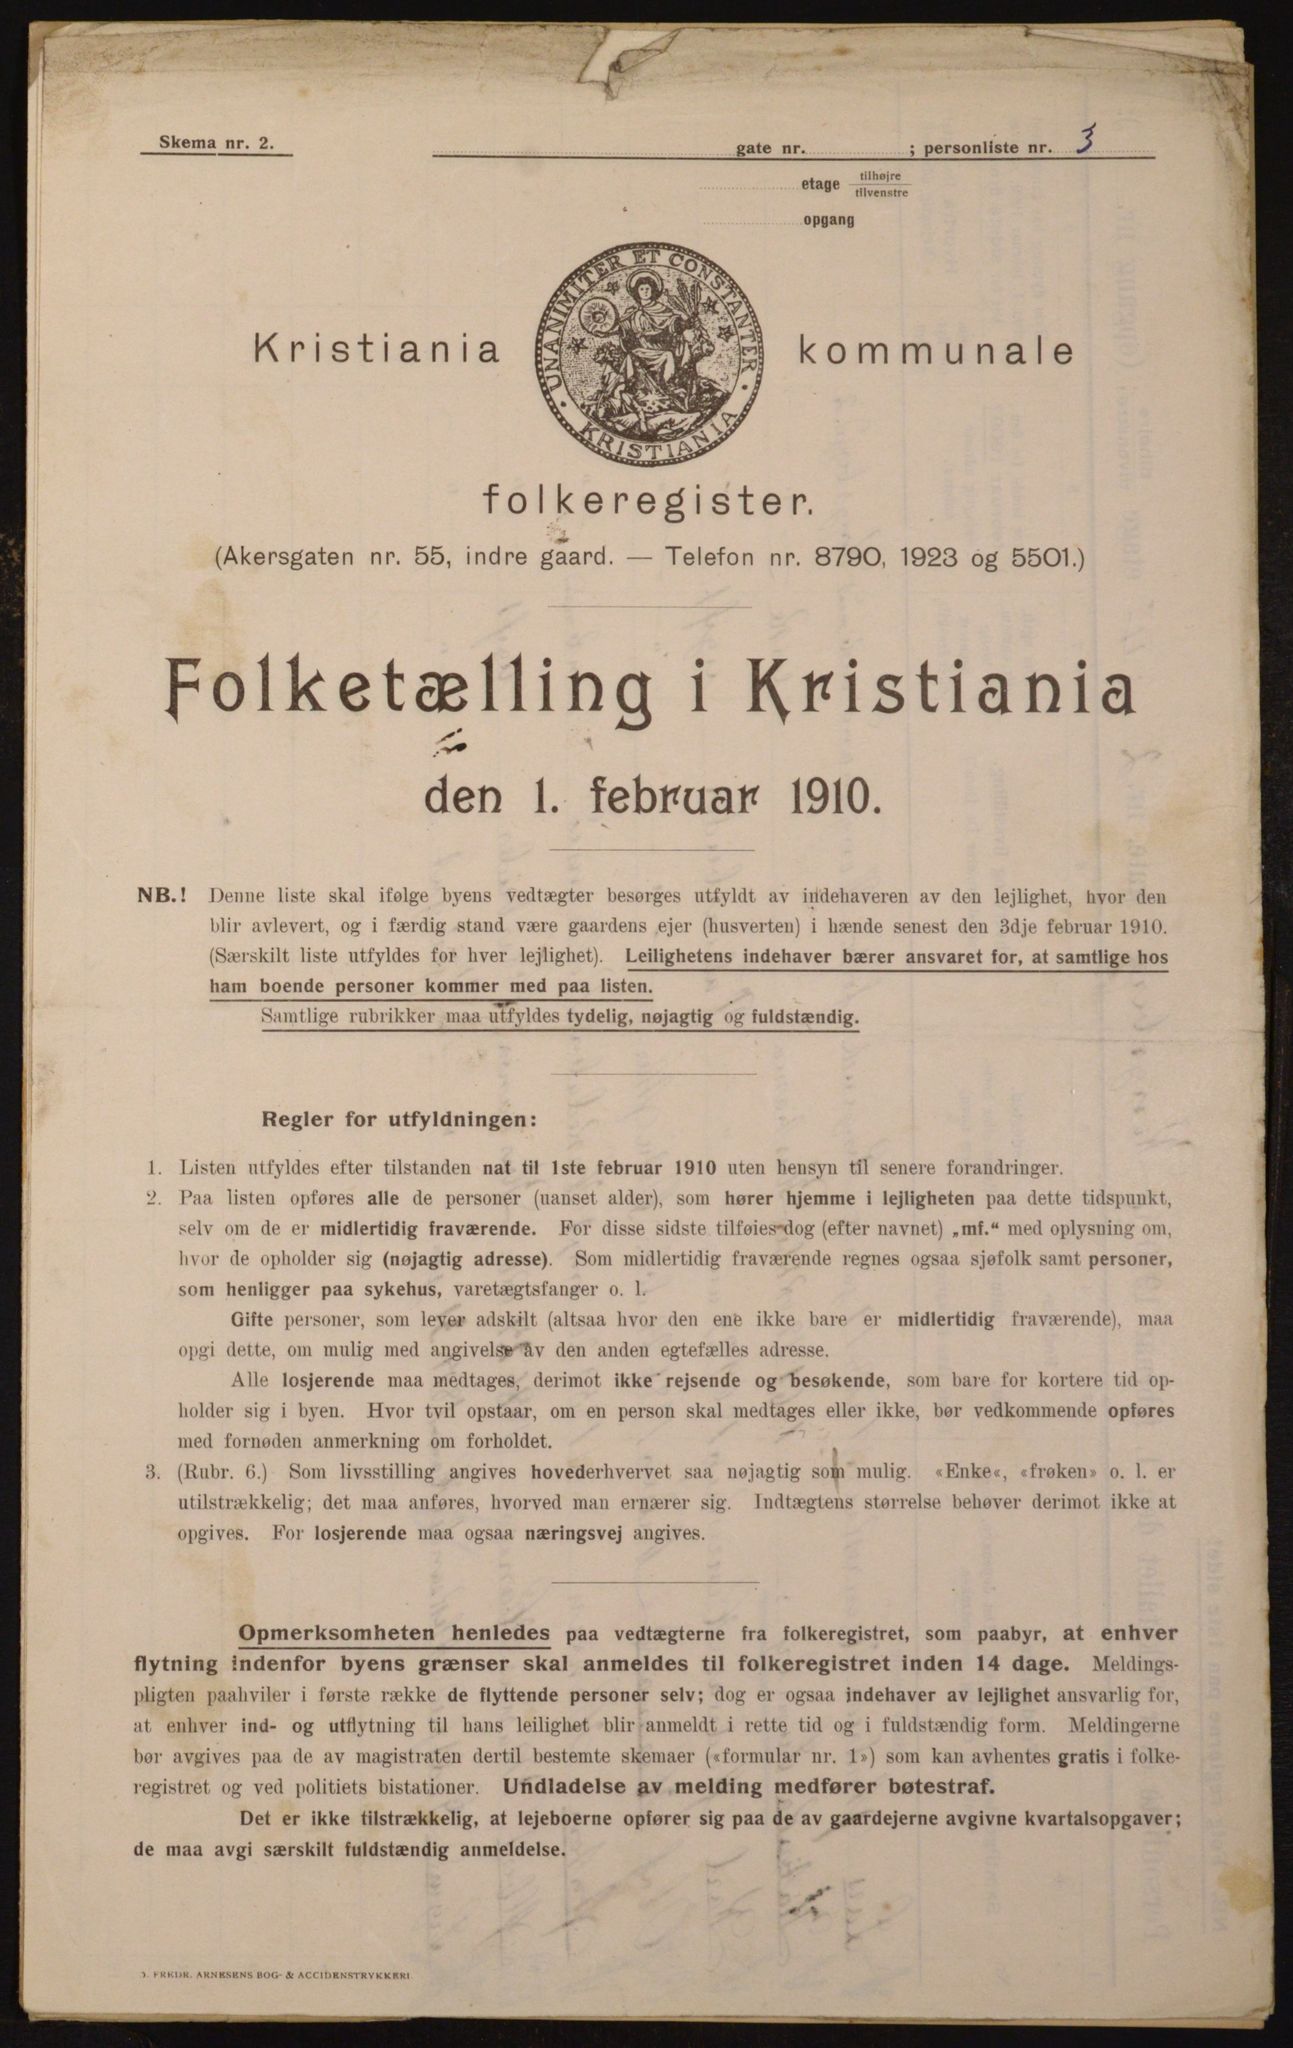 Skema nr. 2.
gate nr. ; personliste nr. 3
etage tilhøjre
tilvenstre
opgang
UNANIMITER ET CONSTANTER
KRISTIANIA
Kristiania kommunale
folkeregister.
(Akersgaten nr. 55, indre gaard. — Telefon nr. 8790, 1923 og 5501.)
Folketælling i Kristiania
den 1. februar 1910.
NB.! Denne liste skal ifølge byens vedtægter besørges utfyldt av indehaveren av den lejlighet, hvor den
blir avlevert, og i færdig stand være gaardens ejer (husverten) i hænde senest den 3dje februar 1910.
(Særskilt liste utfyldes for hver lejlighet). Leilighetens indehaver bærer ansvaret for, at samtlige hos
ham boende personer kommer med paa listen.
Samtlige rubrikker maa utfyldes tydelig, nøjagtig og fuldstændig.
Regler for utfyldningen:
1. Listen utfyldes efter tilstanden nat til 1ste februar 1910 uten hensyn til senere forandringer.
2. Paa listen opføres alle de personer (uanset alder), som hører hjemme i lejligheten paa dette tidspunkt,
selv om de er midlertidig fraværende. For disse sidste tilføies dog (efter navnet) „mf.“ med oplysning om,
hvor de opholder sig (nøjagtig adresse). Som midlertidig fraværende regnes ogsaa sjøfolk samt personer,
som henligger paa sykehus, varetægtsfanger o. l.
Gifte personer, som lever adskilt (altsaa hvor den ene ikke bare er midlertidig fraværende), maa
opgi dette, om mulig med angivelse av den anden egtefælles adresse.
Alle losjerende maa medtages, derimot ikke rejsende og besøkende, som bare for kortere tid op-
holder sig i byen. Hvor tvil opstaar, om en person skal medtages eller ikke, bør vedkommende opføres
med fornøden anmerkning om forholdet.
3. (Rubr. 6.) Som livsstilling angives hovederhvervet saa nøjagtig som mulig. «Enke«, «frøken» o. l. er
utilstrækkelig; det maa anføres, hvorved man ernærer sig. Indtægtens størrelse behøver derimot ikke at
opgives. For losjerende maa ogsaa næringsvej angives.
Opmerksomheten henledes paa vedtægterne fra folkeregistret, som paabyr, at enhver
flytning indenfor byens grænser skal anmeldes til folkeregistret inden 14 dage. Meldings-
pligten paahviler i første række de flyttende personer selv; dog er ogsaa indehaver av lejlighet ansvarlig for,
at enhver ind- og utflytning til hans leilighet blir anmeldt i rette tid og i fuldstændig form. Meldingerne
bør avgives paa de av magistraten dertil bestemte skemaer («formular nr. 1») som kan avhentes gratis i folke-
registret og ved politiets bistationer. Undladelse av melding medfører bøtestraf.
Det er ikke tilstrækkelig, at lejeboerne opfører sig paa de av gaardejerne avgivne kvartalsopgaver;
de maa avgi særskilt fuldstændig anmeldelse.
FREDR. ARNESENS BOG- & ACCIDENSTRYKKERI.